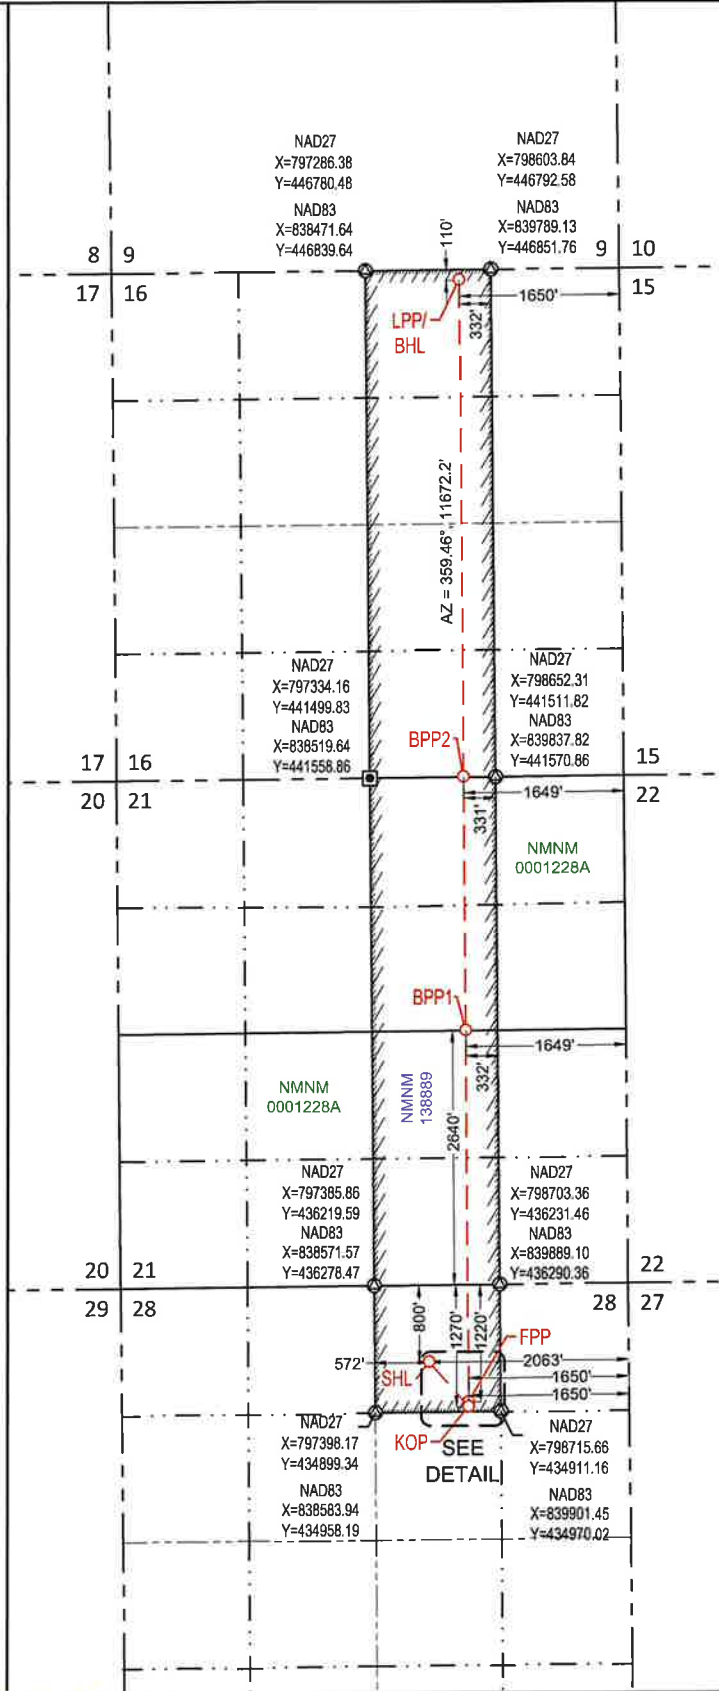 NAD27
X=797286.38
Y=446780.48
NAD83
X=838471.64
Y=446839.64
NAD27
X=798603.84
Y=446792.58
NAD83
X=839789.13
Y=446851.76
110'
8 9
17 16
9 10
15
1650'
332'
LPP/
BHL
AZ = 359.46°, 11672.2'
NAD27
X=797334.16
Y=441499.83
NAD83
X=838519.64
Y=441558.86
NAD27
X=798652.31
Y=441511.82
NAD83
X=839837.82
Y=441570.86
BPP2
17 16
20 21
15
22
1649'
331'
NMNM
0001228A
BPP1
1649'
332'
NMNM
0001228A
NMNM
138889
2640'
NAD27
X=797385.86
Y=436219.59
NAD83
X=838571.57
Y=436278.47
NAD27
X=798703.36
Y=436231.46
NAD83
X=839889.10
Y=436290.36
20 21
29 28
22
28 27
800'
1270'
1220'
FPP
572'
2063'
SHL
1650'
1650'
KOP
SEE
DETAIL
NAD27
X=797398.17
Y=434899.34
NAD83
X=838583.94
Y=434958.19
NAD27
X=798715.66
Y=434911.16
NAD83
X=839901.45
Y=434970.02